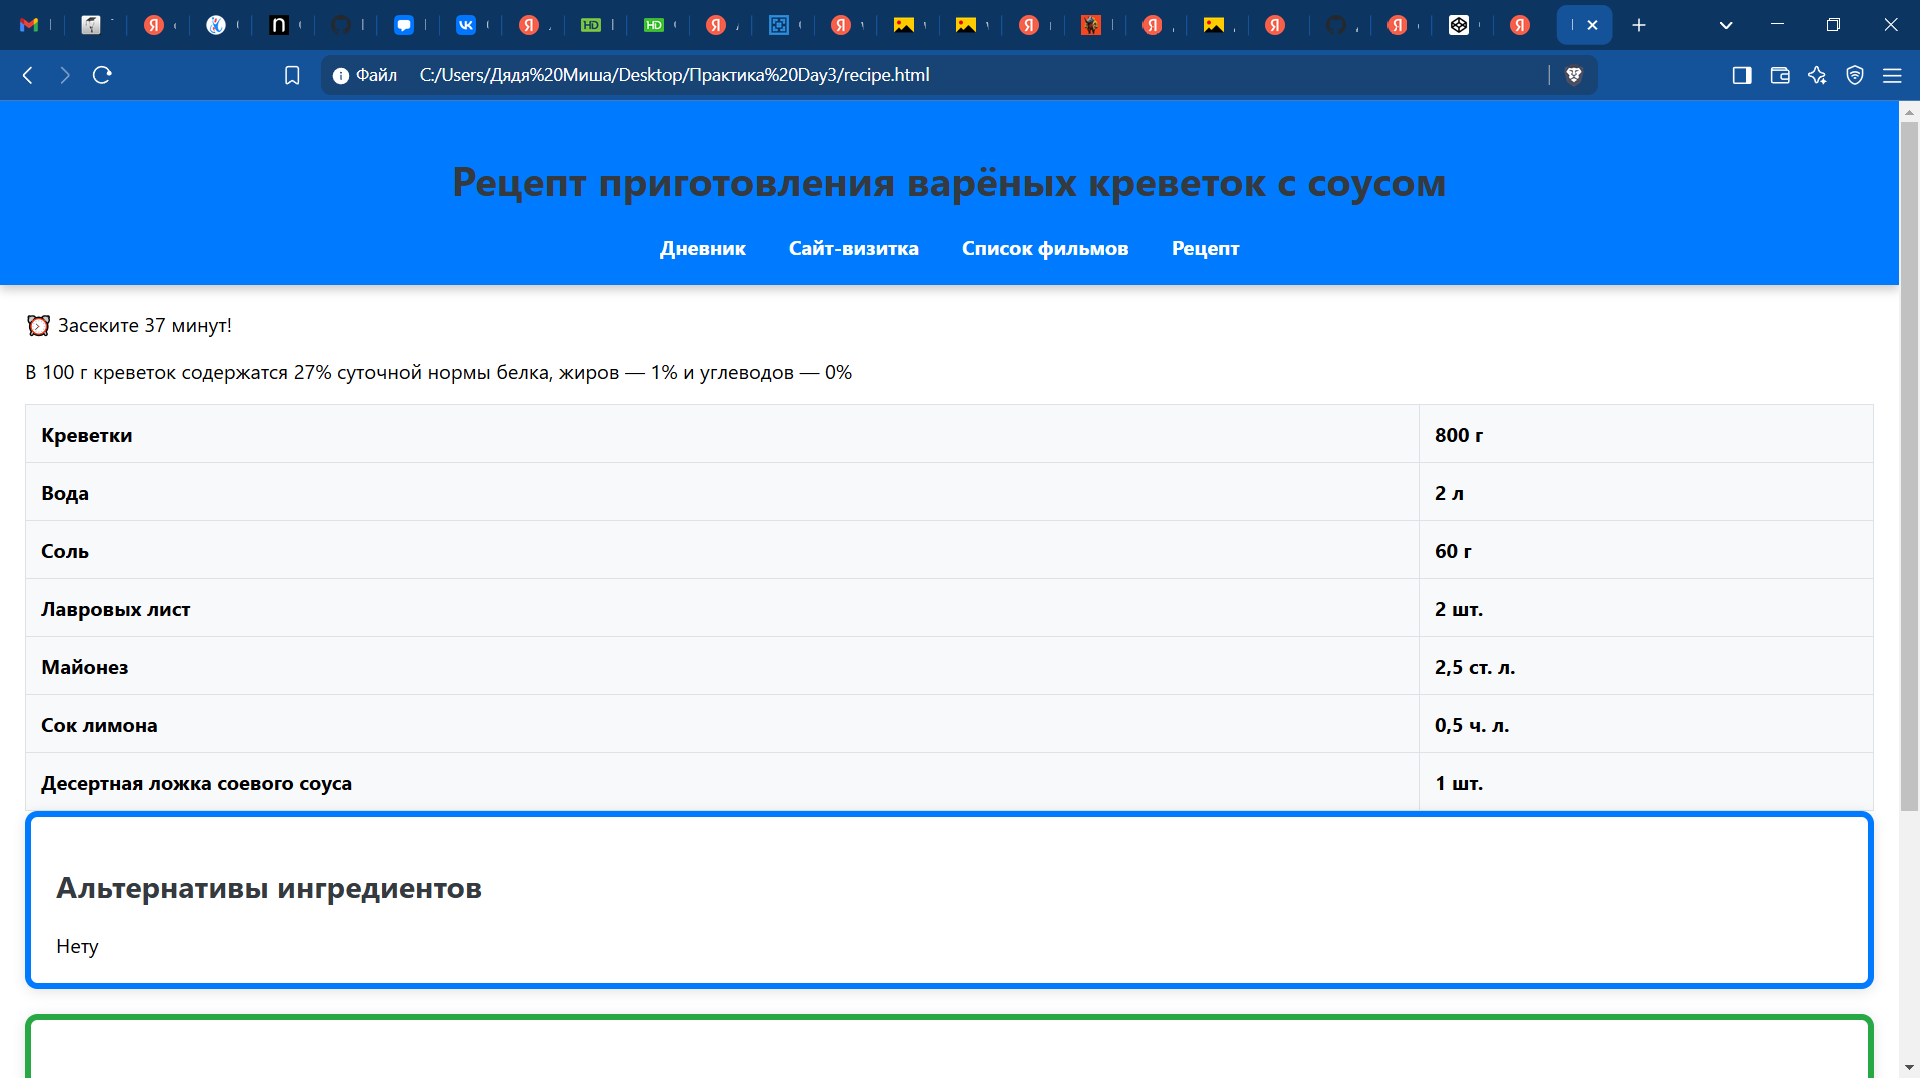 Файл C:/Users/Дядя%20Миша/Desktop/Практика%20Day3/recipe.html
Рецепт приготовления варёных креветок с соусом
Дневник Сайт-визитка Список фильмов Рецепт
⏰ Засеките 37 минут!
В 100 г креветок содержатся 27% суточной нормы белка, жиров — 1% и углеводов — 0%
Креветки 800 г
Вода 2 л
Соль 60 г
Лавровых лист 2 шт.
Майонез 2,5 ст. л.
Сок лимона 0,5 ч. л.
Десертная ложка соевого соуса 1 шт.
Альтернативы ингредиентов
Нету